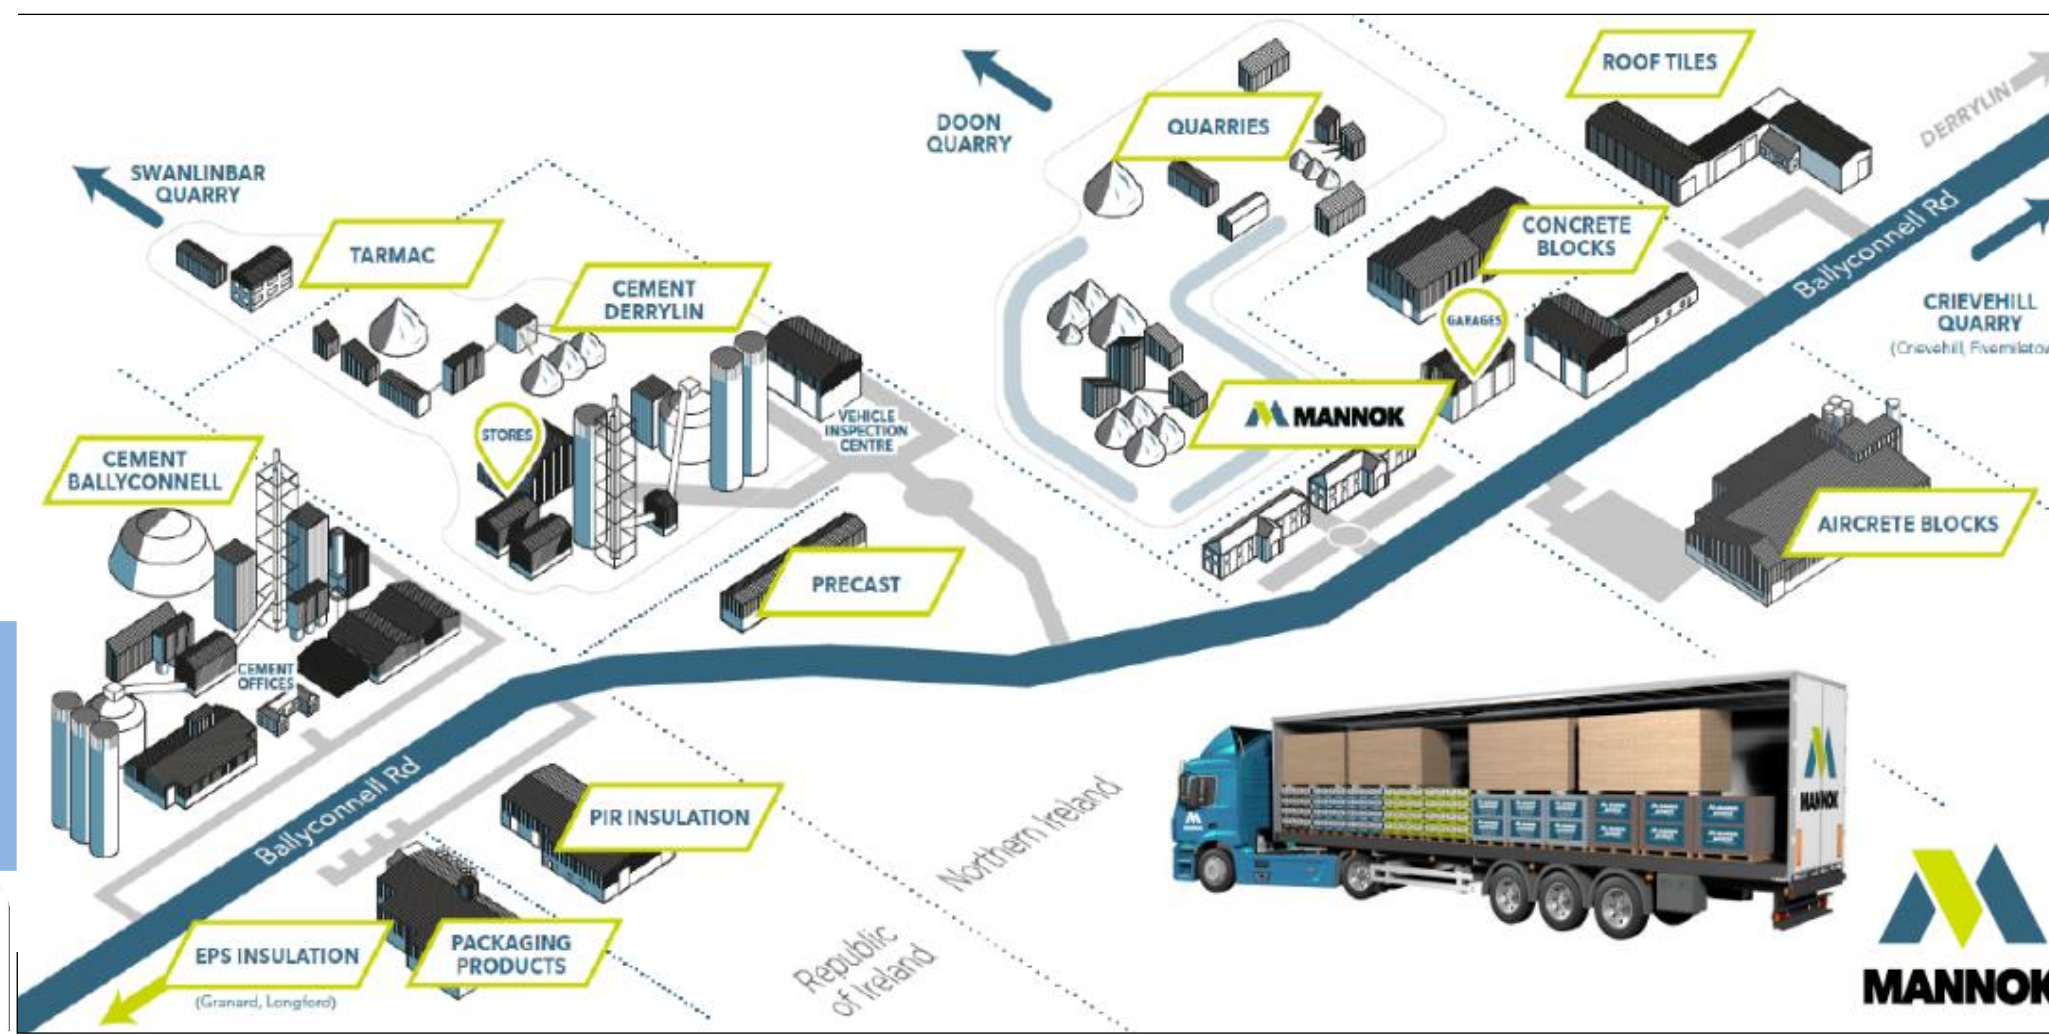 ROOF TILES
DERRYLIN
DOON
QUARRY
QUARRIES
SWANLINBAR
QUARRY
TARMAC
CONCRETE
BLOCKS
Ballyconnell Rd
CEMENT
DERRYLIN
CRIEVEHILL
QUARRY
(Crievehill,
GARAGES
MANNOK
VEHICLE
INSPECTION
CENTRE
STORES
CEMENT
BALLYCONNELL
AIRCRETE BLOCKS
PRECAST
CEMENT
OFFICES
Ballyconnell Rd
PIR INSULATION
Northern Ireland
MANNOK
MANNOK
EPS INSULATION
(Granard, Longford)
PACKAGING
PRODUCTS
Republic
of Ireland